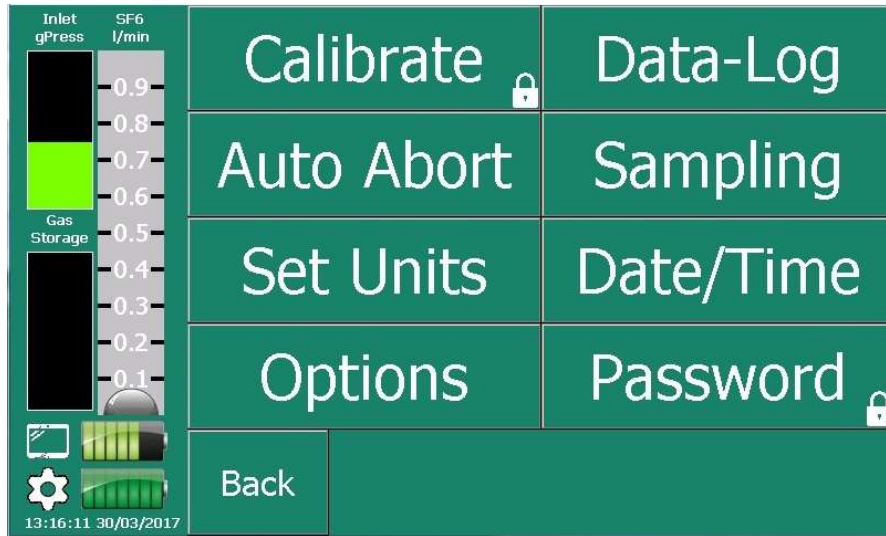 Inlet
gPress
SF6
l/min
0.9
0.8
0.7
0.6
0.5
0.4
0.3
0.2
0.1
Gas
Storage
13:16:11 30/03/2017
Calibrate
Data-Log
Auto Abort
Sampling
Set Units
Date/Time
Options
Password
Back